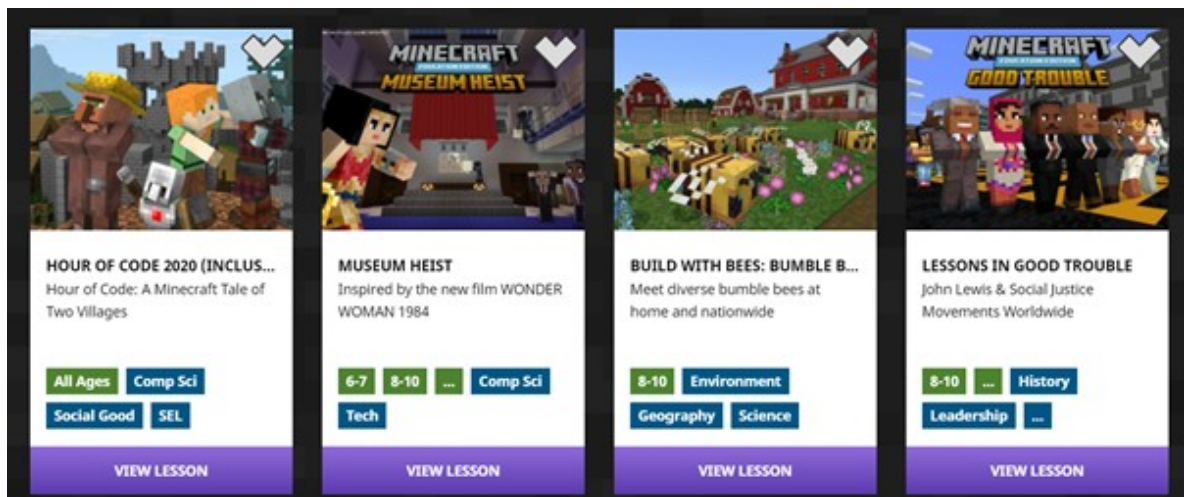 HOUR OF CODE 2020 (INCLUS...
Hour of Code: A Minecraft Tale of
Two Villages
All Ages Comp Sci
Social Good SEL
VIEW LESSON
MINECRAFT
EDUCATION EDITION
MUSEUM HEIST
MUSEUM HEIST
Inspired by the new film WONDER
WOMAN 1984
6-7 8-10 ... Comp Sci
Tech
VIEW LESSON
BUILD WITH BEES: BUMBLE B...
Meet diverse bumble bees at
home and nationwide
8-10 Environment
Geography Science
VIEW LESSON
MINECRAFT
EDUCATION EDITION
GOOD TROUBLE
LESSONS IN GOOD TROUBLE
John Lewis & Social Justice
Movements Worldwide
8-10 ... History
Leadership ...
VIEW LESSON